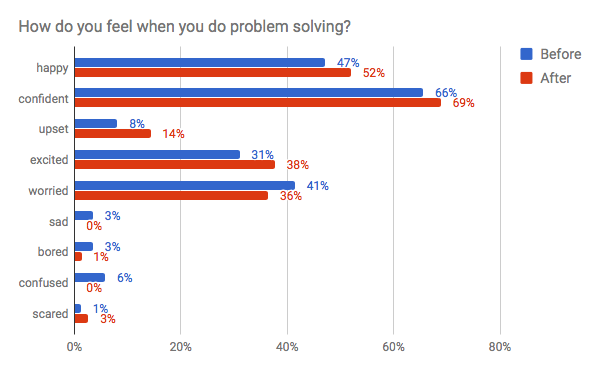 How do you feel when you do problem solving?
Before
After
happy 47% 52%
confident 66% 69%
upset 8% 14%
excited 31% 38%
worried 41% 36%
sad 3% 0%
bored 3% 1%
confused 6% 0%
scared 1% 3%
0% 20% 40% 60% 80%